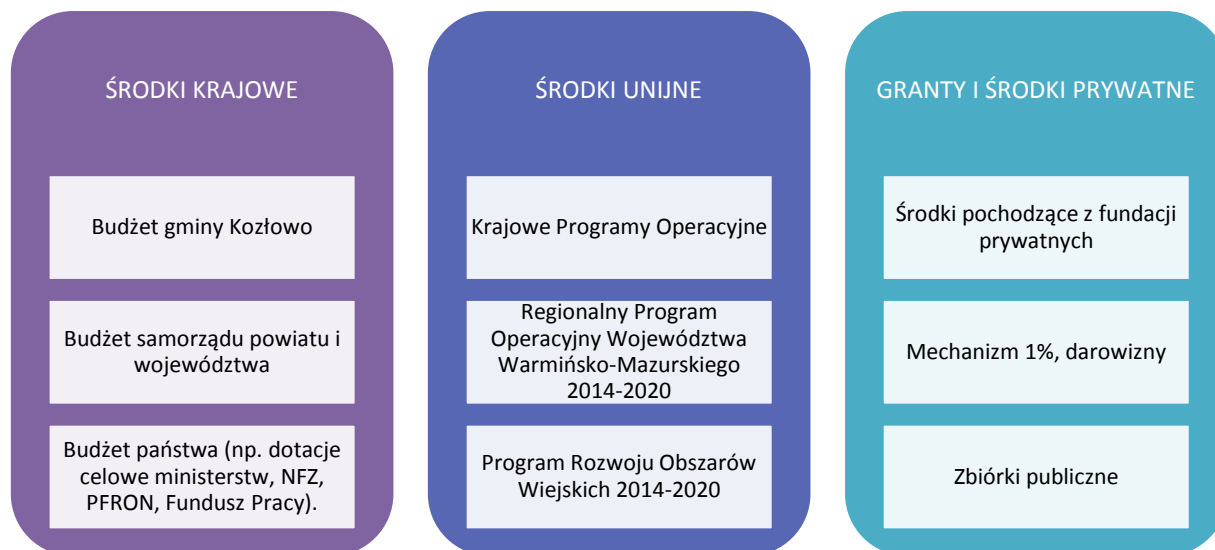 ŚRODKI KRAJOWE
Budżet gminy Kozłowo
Budżet samorządu powiatu i
województwa
Budżet państwa (np. dotacje
celowe ministerstw, NFZ,
PFRON, Fundusz Pracy).
ŚRODKI UNIJNE
Krajowe Programy Operacyjne
Regionalny Program
Operacyjny Województwa
Warmińsko-Mazurskiego
2014-2020
Program Rozwoju Obszarów
Wiejskich 2014-2020
GRANTY I ŚRODKI PRYWATNE
Środki pochodzące z fundacji
prywatnych
Mechanizm 1%, darowizny
Zbiórki publiczne